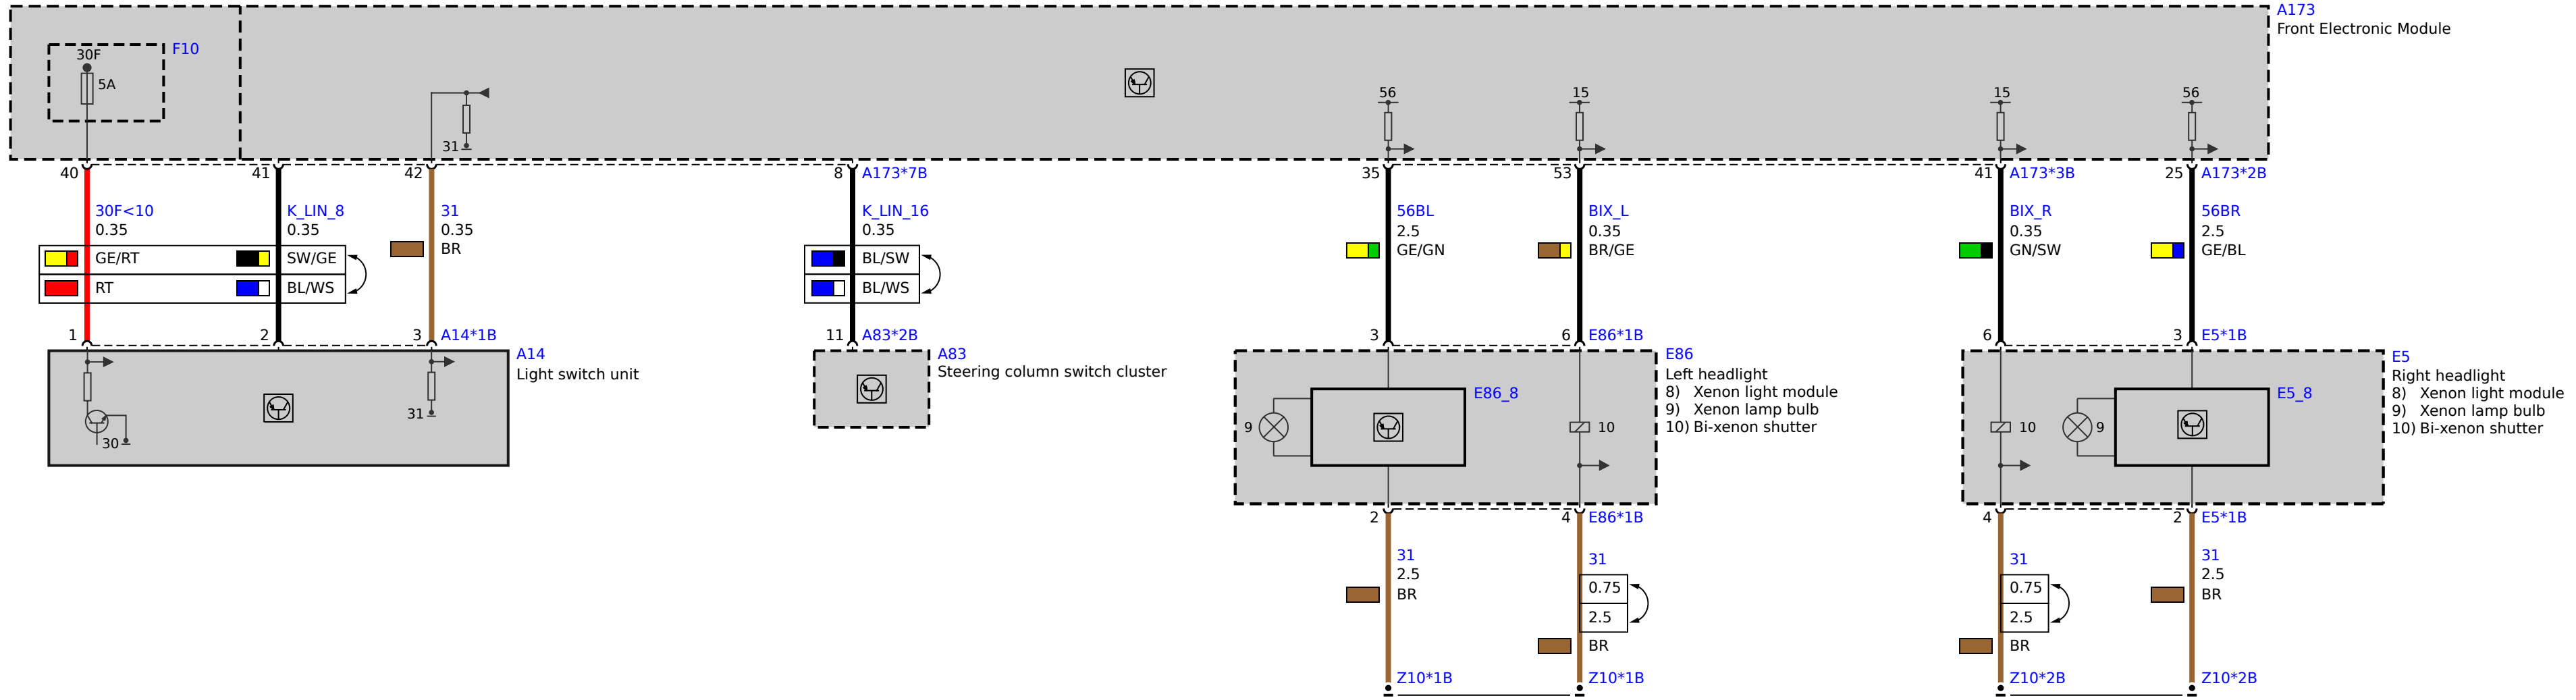 A173
Front Electronic Module
F10
30F
5A
31
56
15
15
56
40
41
42
8
A173*7B
35
53
41
A173*3B
25
A173*2B
30F<10
0.35
GE/RT
RT
K_LIN_8
0.35
SW/GE
BL/WS
31
0.35
BR
K_LIN_16
0.35
BL/SW
BL/WS
56BL
2.5
GE/GN
BIX_L
0.35
BR/GE
BIX_R
0.35
GN/SW
56BR
2.5
GE/BL
1
2
3
A14*1B
11
A83*2B
3
6
E86*1B
6
3
E5*1B
A14
Light switch unit
30
31
A83
Steering column switch cluster
E86
Left headlight
8) Xenon light module
9) Xenon lamp bulb
10) Bi-xenon shutter
E86_8
9
10
E5
Right headlight
8) Xenon light module
9) Xenon lamp bulb
10) Bi-xenon shutter
E5_8
10
9
2
4
E86*1B
4
2
E5*1B
31
2.5
BR
31
0.75
2.5
BR
31
0.75
2.5
BR
31
2.5
BR
Z10*1B
Z10*1B
Z10*2B
Z10*2B